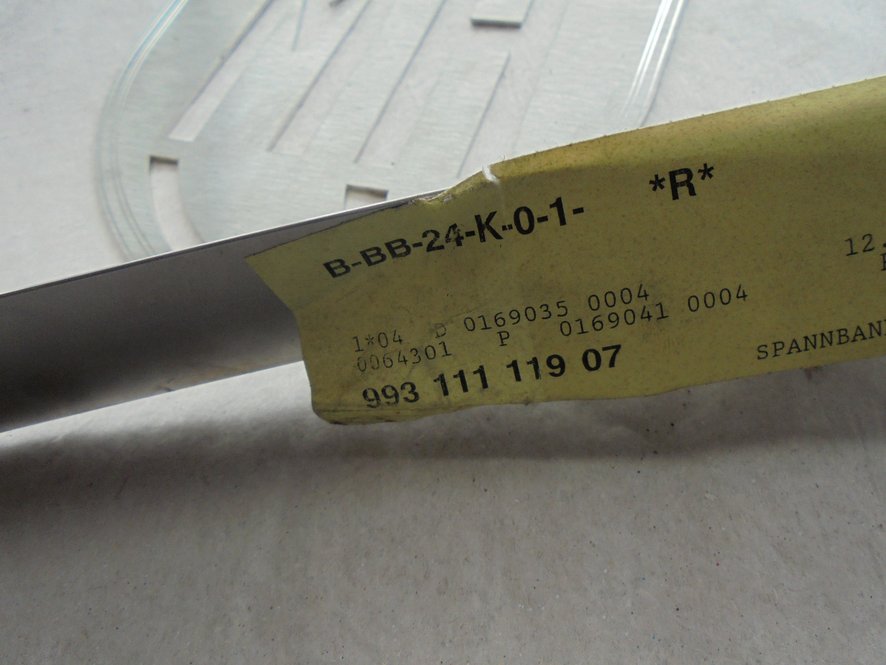 B-BB-24-K-0-1- *R*
12.
1*04 D 0169035 0004
0064301 P 0169041 0004
993 111 119 07
SPANNBAN